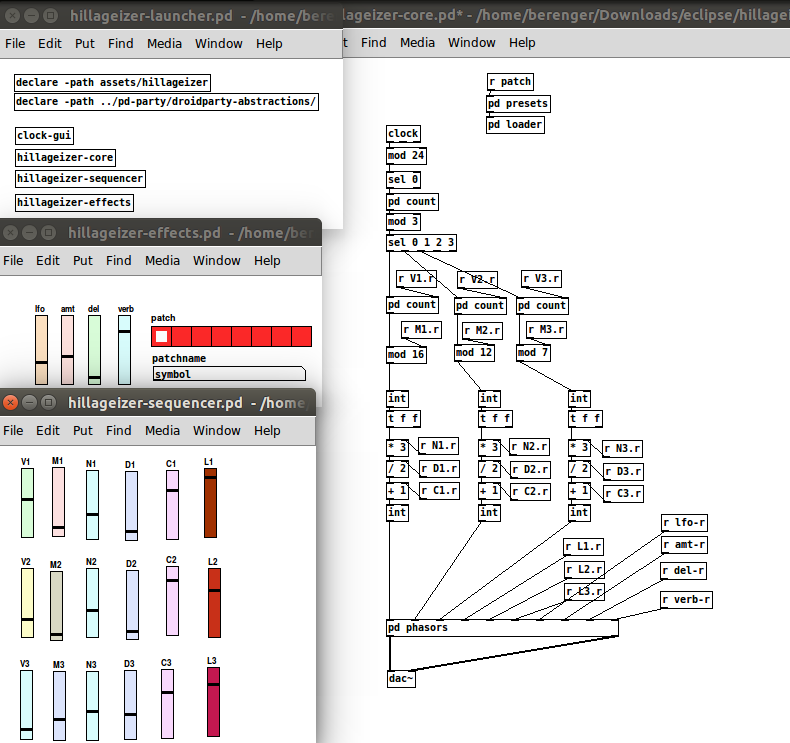 hillageizer-launcher.pd - /home/bere
File Edit Put Find Media Window Help
declare -path assets/hillageizer
declare -path ../pd-party/droidparty-abstractions/
clock-gui
hillageizer-core
hillageizer-sequencer
hillageizer-effects
hillageizer-effects.pd - /home/ber
File Edit Put Find Media Window Help
lfo amt del verb
patch
patchname
symbol
hillageizer-sequencer.pd - /home,
File Edit Put Find Media Window Help
V1 M1 N1 D1 C1 L1
V2 M2 N2 D2 C2 L2
V3 M3 N3 D3 C3 L3
lageizer-core.pd* - /home/berenger/Downloads/eclipse/hillagei
t Find Media Window Help
r patch
pd presets
pd loader
clock
mod 24
sel 0
pd count
mod 3
sel 0 1 2 3
r V1.r r V2.r r V3.r
pd count pd count pd count
r M1.r r M2.r r M3.r
mod 16 mod 12 mod 7
int int int
t f f t f f t f f
* 3 r N1.r * 3 r N2.r * 3 r N3.r
/ 2 r D1.r / 2 r D2.r / 2 r D3.r
+ 1 r C1.r + 1 r C2.r + 1 r C3.r
int int int
r lfo-r
r L1.r r amt-r
r L2.r r del-r
r L3.r r verb-r
pd phasors
dac~